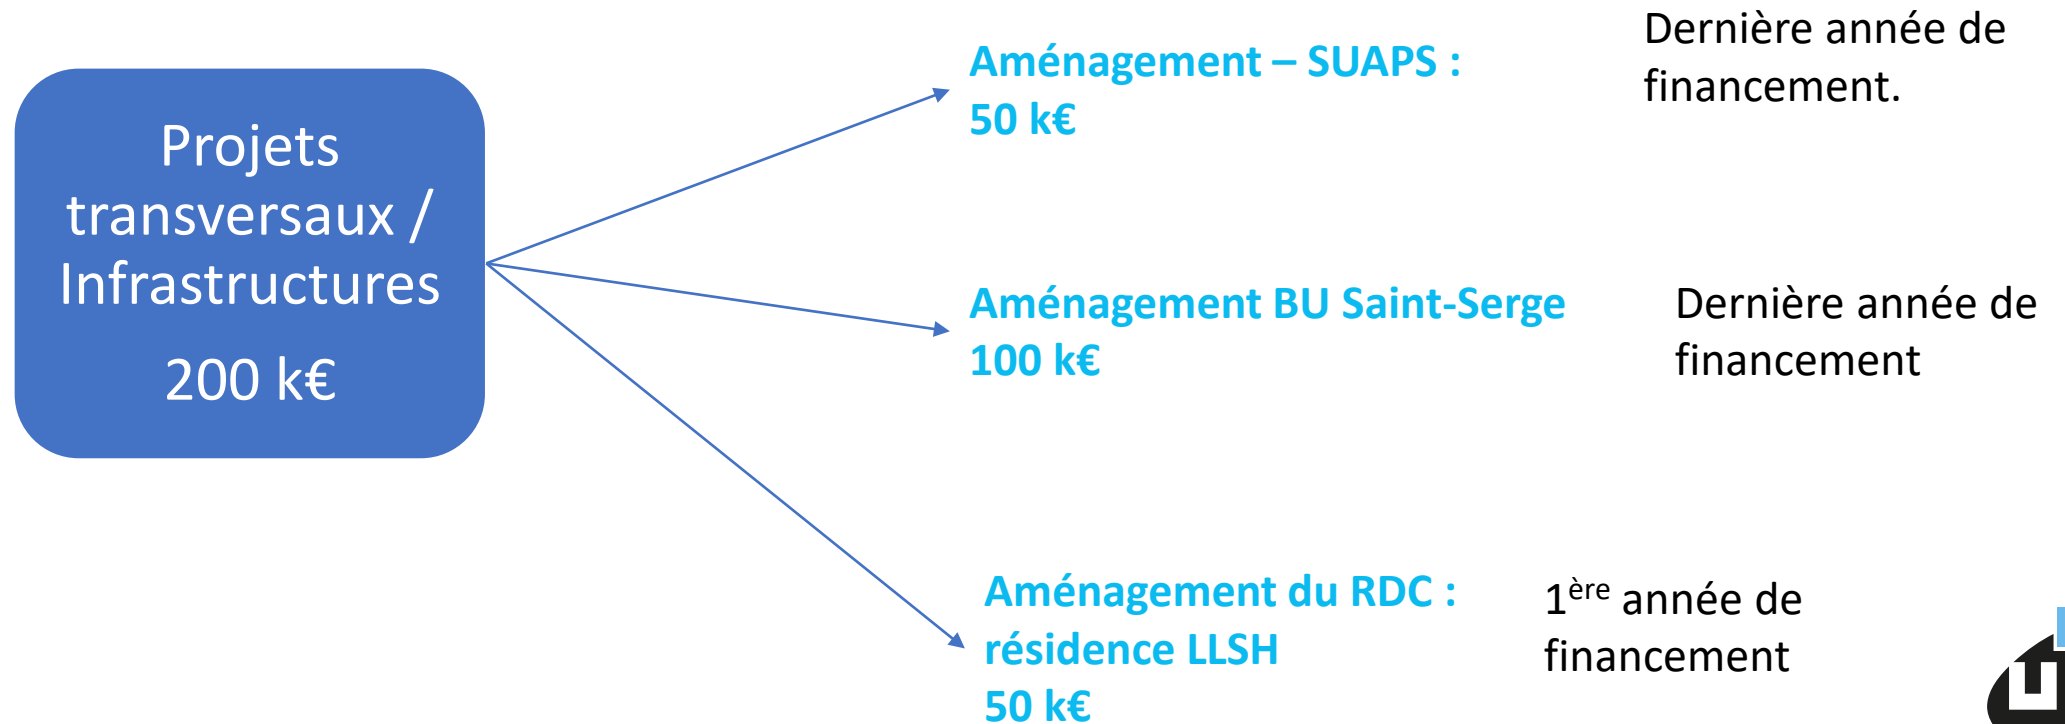 Projets
transversaux /
Infrastructures
200 k€
Aménagement – SUAPS :
50 k€
Dernière année de
financement.
Aménagement BU Saint-Serge
100 k€
Dernière année de
financement
Aménagement du RDC :
résidence LLSH
50 k€
1ère année de
financement